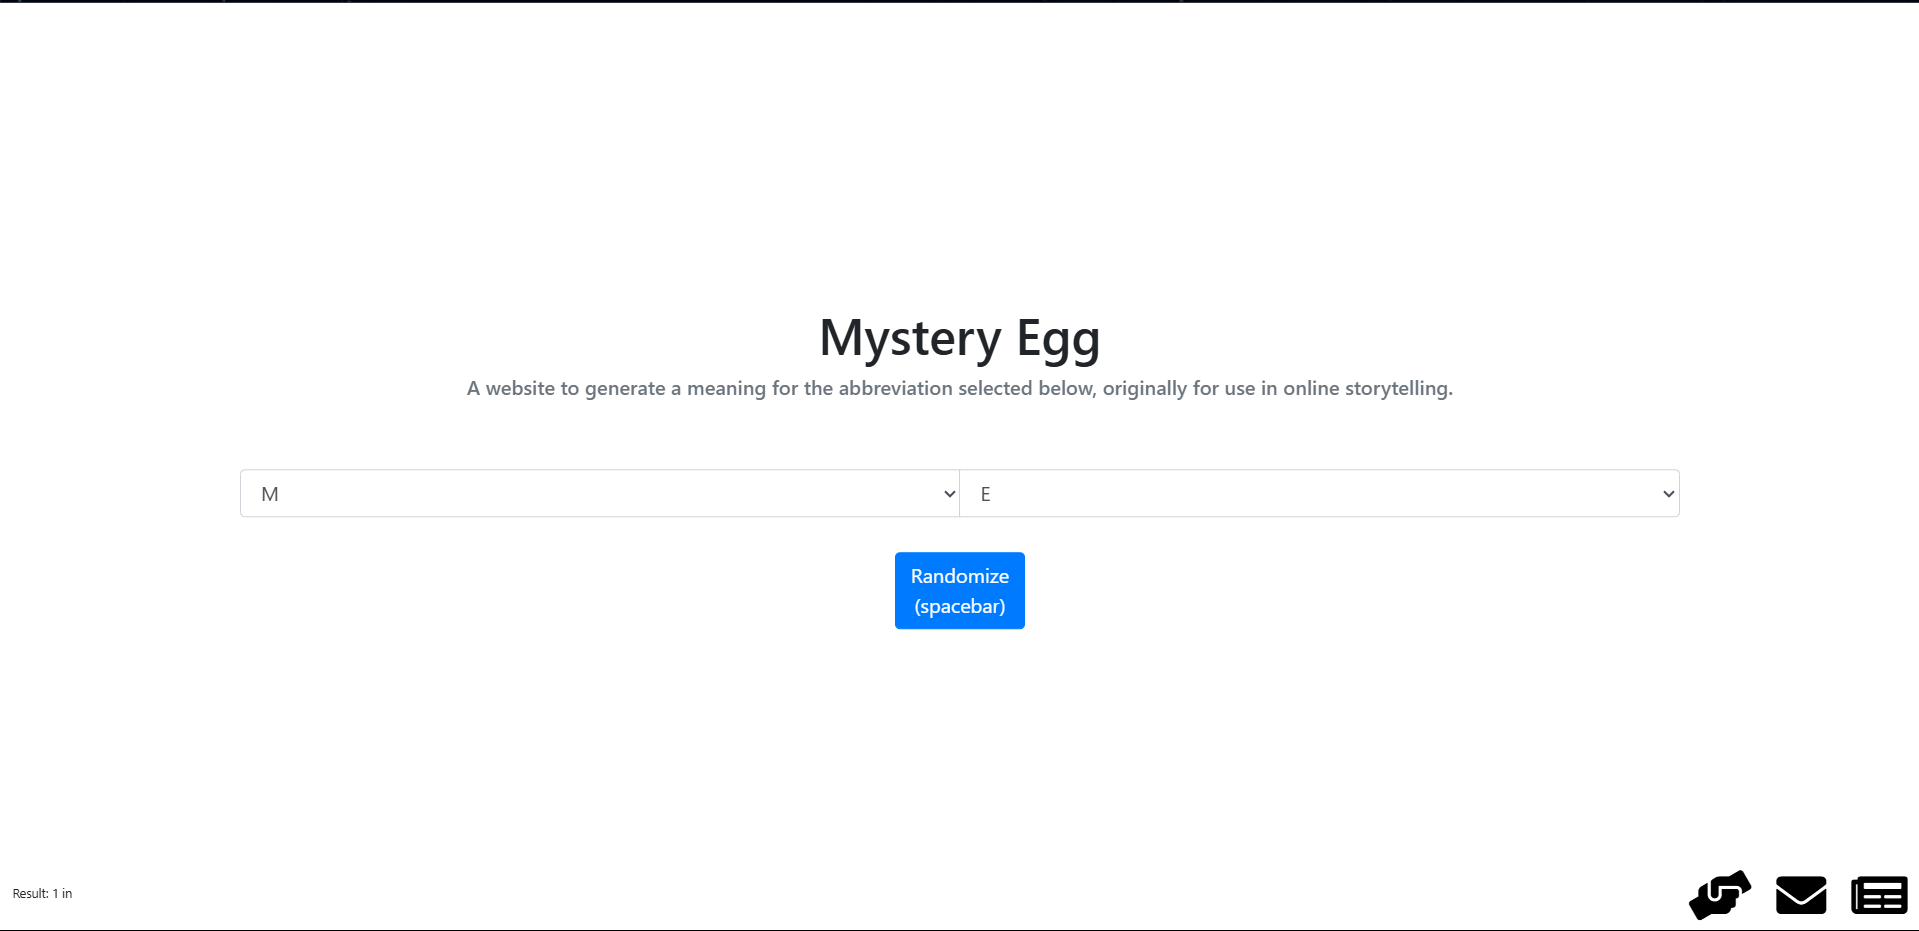 Mystery Egg
A website to generate a meaning for the abbreviation selected below, originally for use in online storytelling.
M
E
Randomize
(spacebar)
Result: 1 in